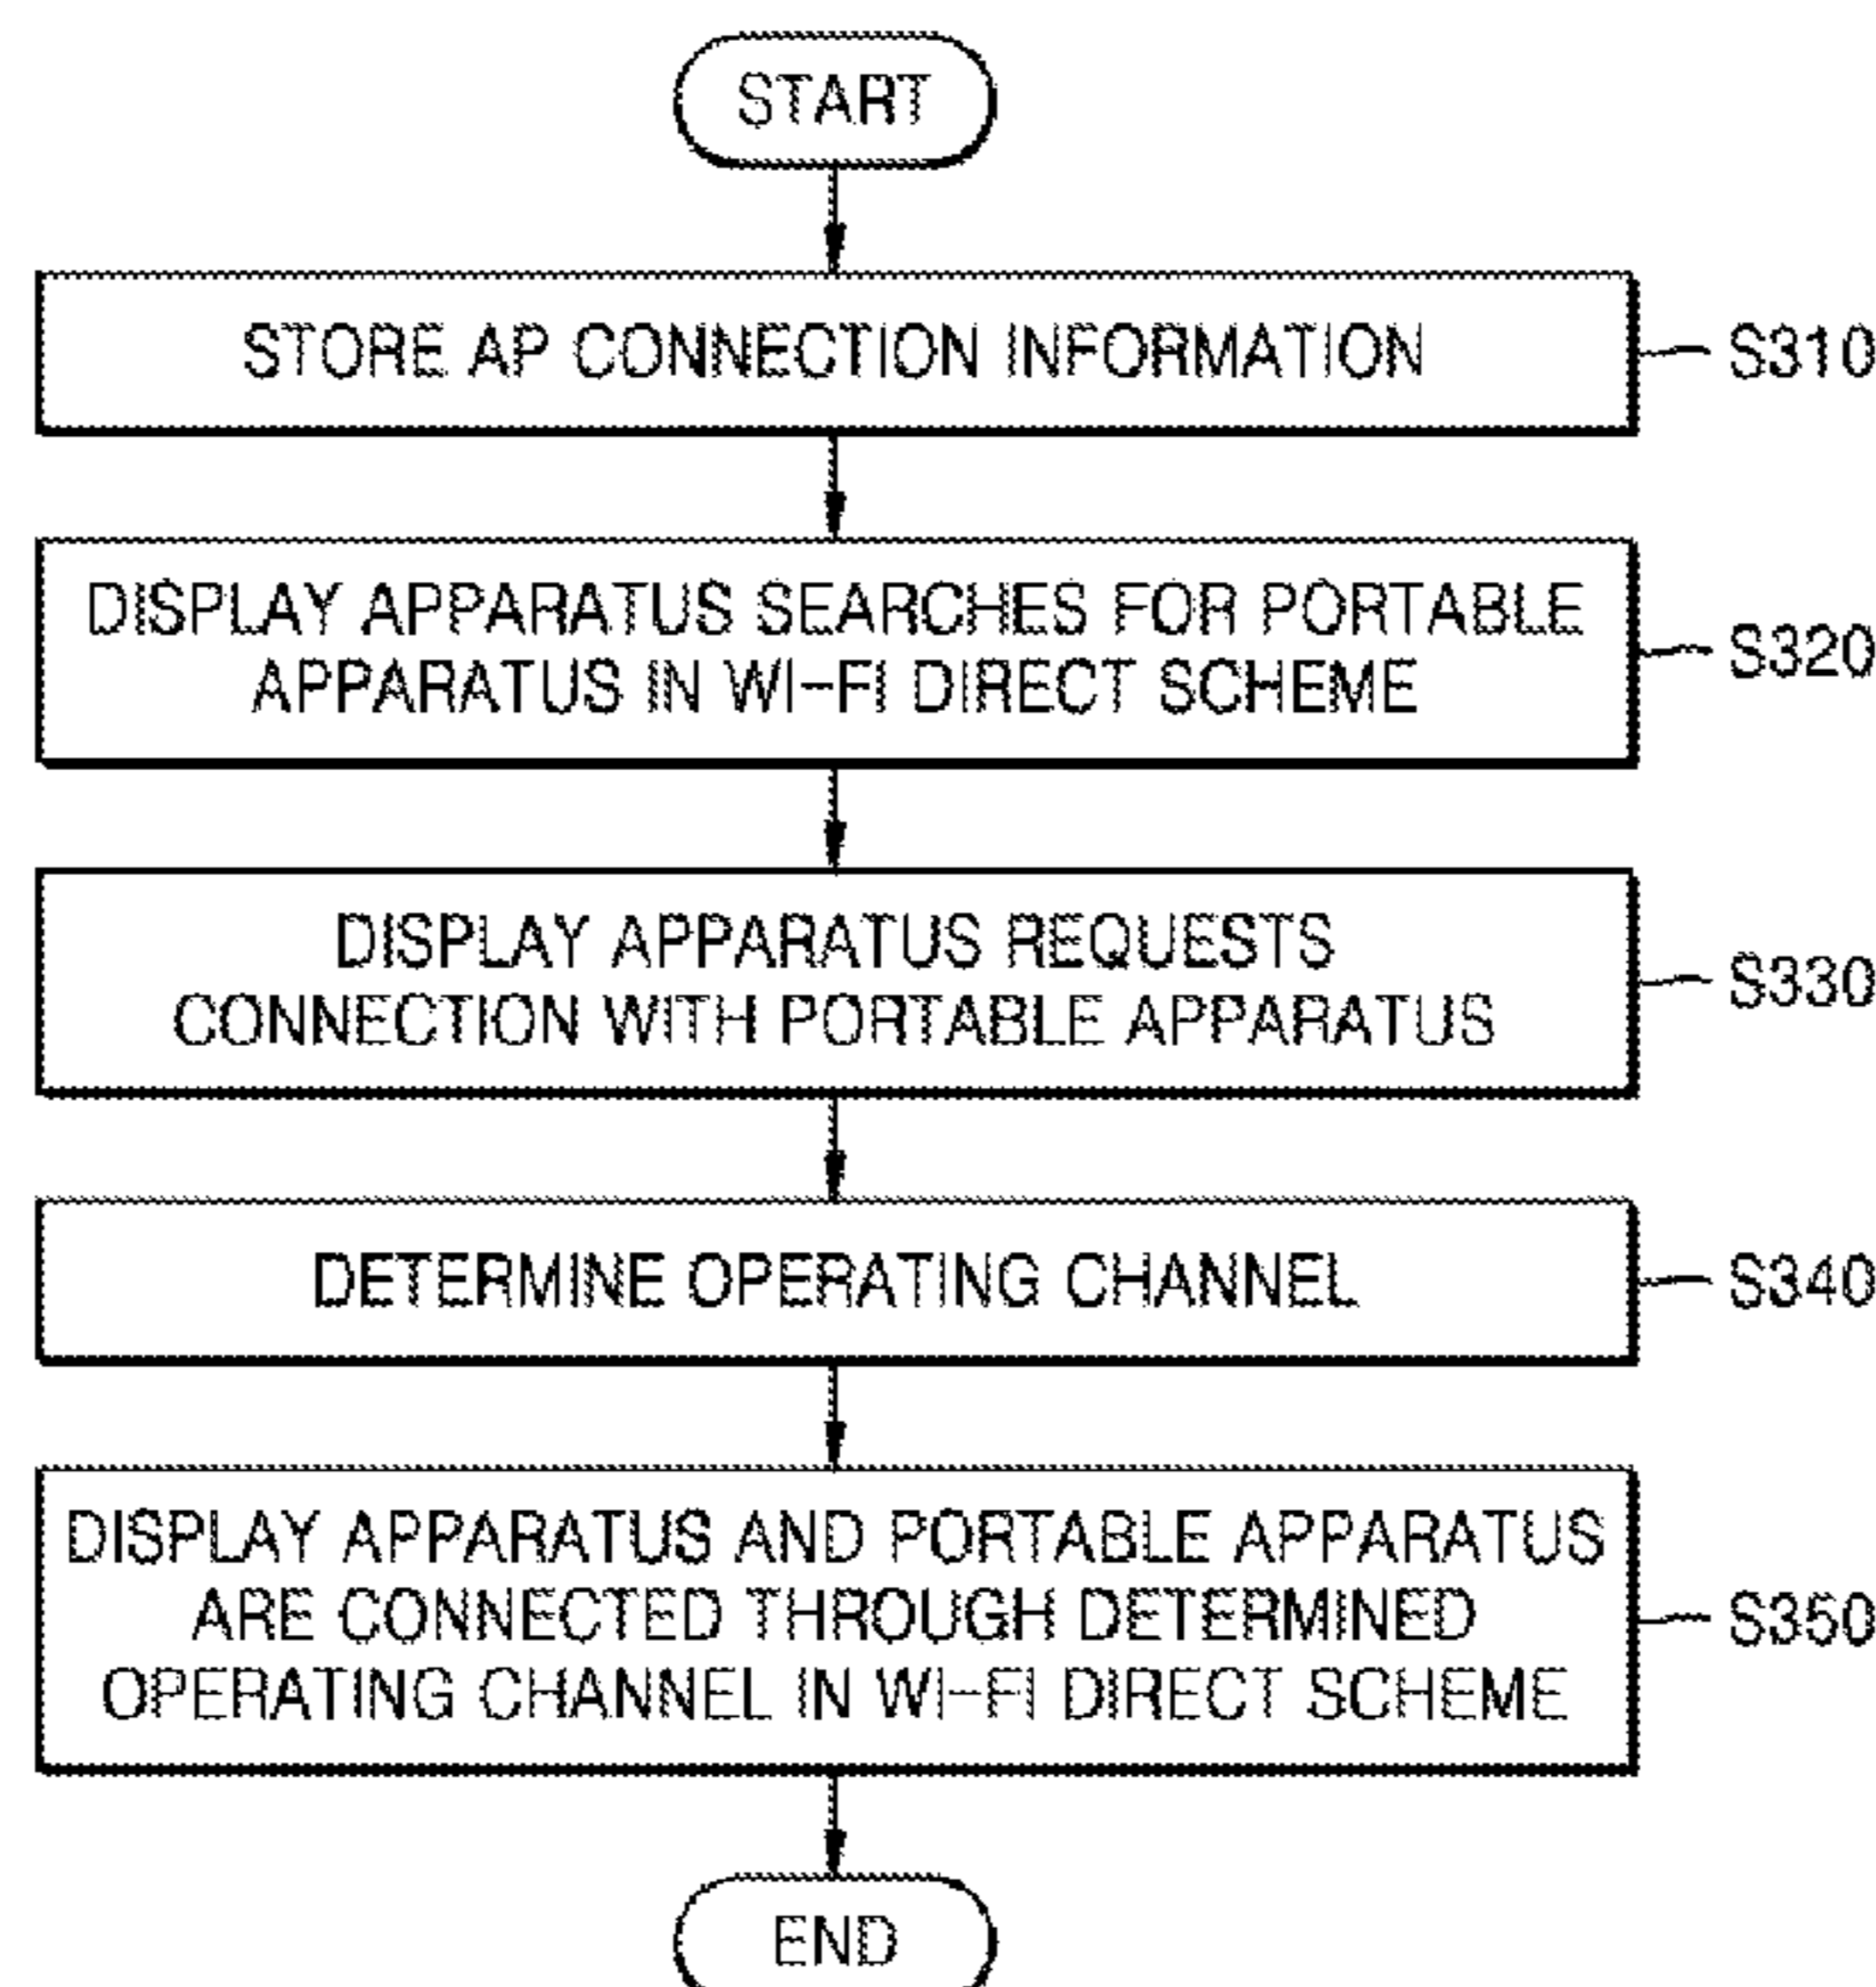 START
STORE AP CONNECTION INFORMATION
S310
DISPLAY APPARATUS SEARCHES FOR PORTABLE
APPARATUS IN WI-FI DIRECT SCHEME
S320
DISPLAY APPARATUS REQUESTS
CONNECTION WITH PORTABLE APPARATUS
S330
DETERMINE OPERATING CHANNEL
S340
DISPLAY APPARATUS AND PORTABLE APPARATUS
ARE CONNECTED THROUGH DETERMINED
OPERATING CHANNEL IN WI-FI DIRECT SCHEME
S350
END